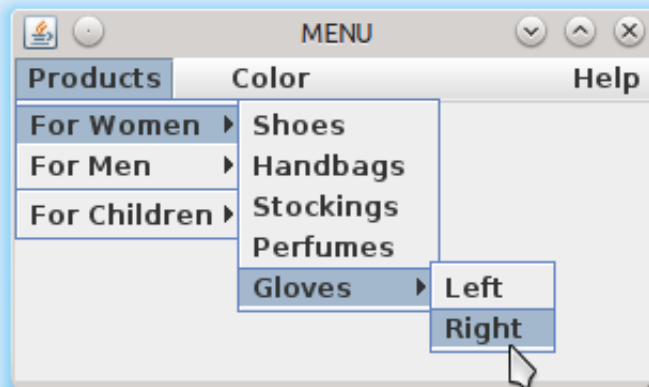 MENU
Products Color Help
For Women
For Men
For Children
Shoes
Handbags
Stockings
Perfumes
Gloves
Left
Right